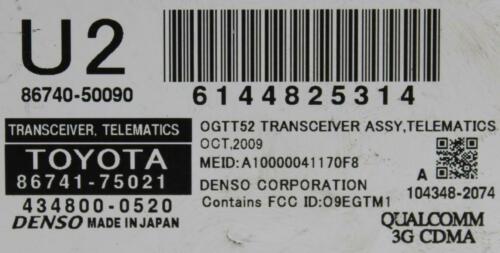 U2
86740-50090
6144825314
TRANSCEIVER, TELEMATICS
TOYOTA
86741-75021
434800-0520
DENSO MADE IN JAPAN
OGTT52 TRANSCEIVER ASSY,TELEMATICS
OCT,2009
MEID:A10000041170F8
DENSO CORPORATION
Contains FCC ID:O9EGTM1
A
104348-2074
QUALCOMM
3G CDMA